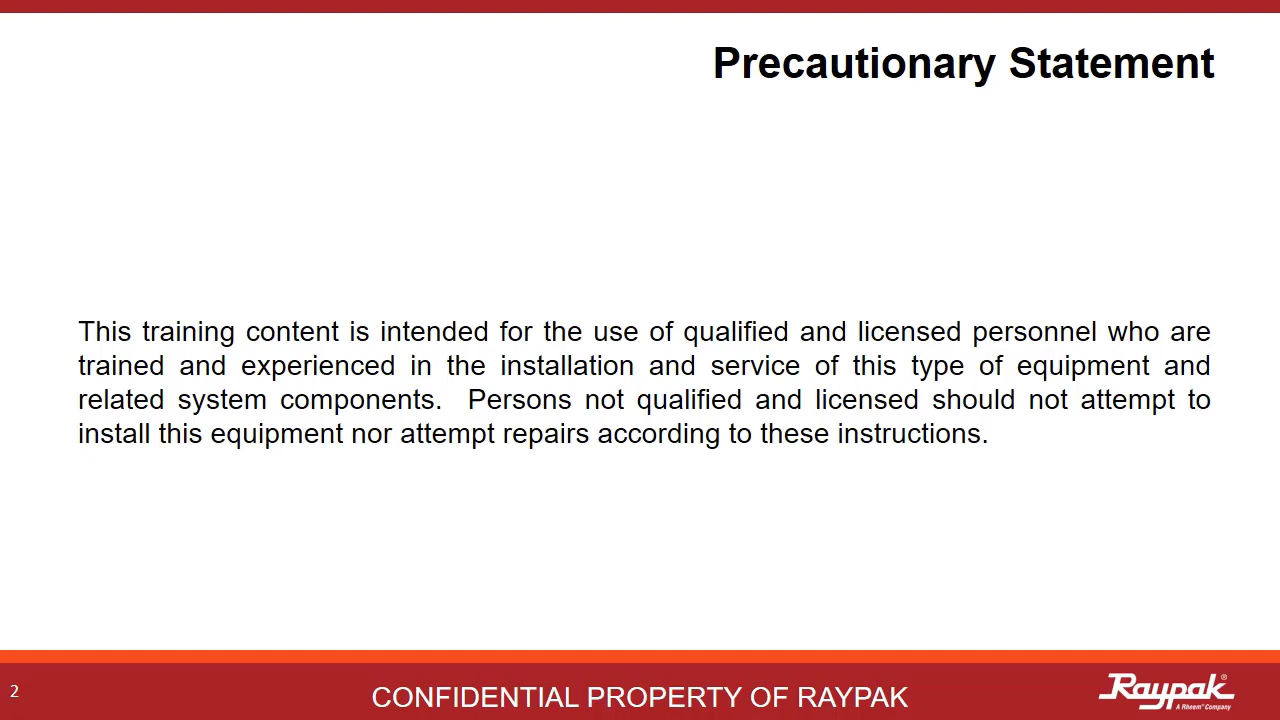 Precautionary Statement
This training content is intended for the use of qualified and licensed personnel who are
trained and experienced in the installation and service of this type of equipment and
related system components.  Persons not qualified and licensed should not attempt to
install this equipment nor attempt repairs according to these instructions.
2
CONFIDENTIAL PROPERTY OF RAYPAK
Raypak®
A Rheem® Company